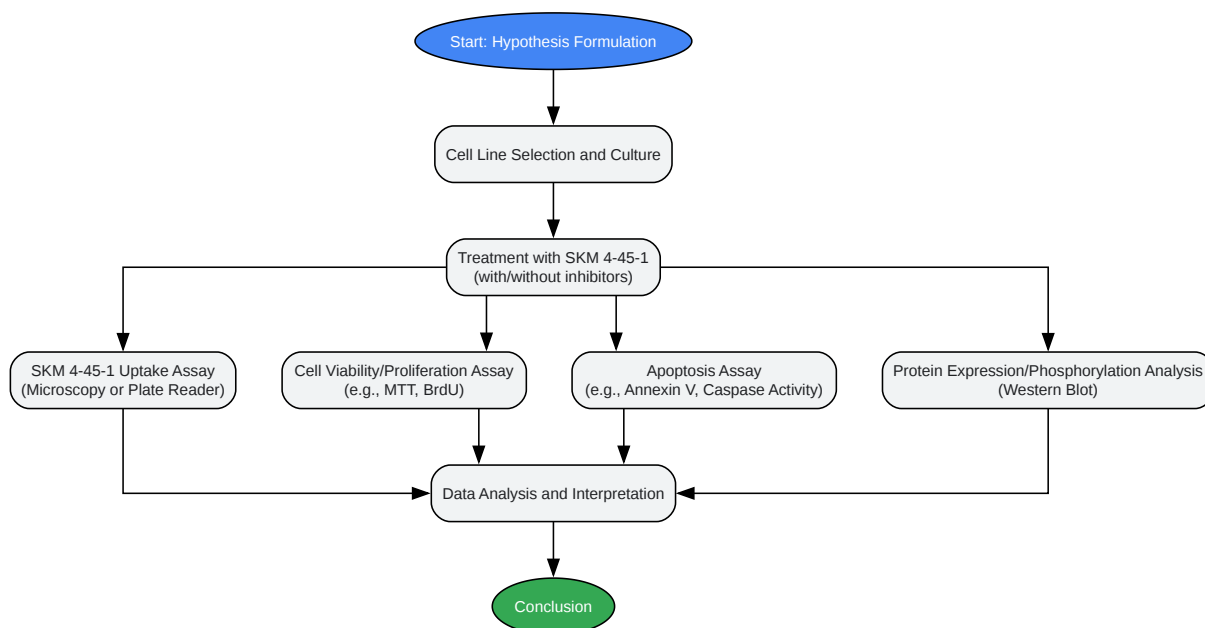 Start: Hypothesis Formulation
Cell Line Selection and Culture
Treatment with SKM 4-45-1
(with/without inhibitors)
SKM 4-45-1 Uptake Assay
(Microscopy or Plate Reader)
Cell Viability/Proliferation Assay
(e.g., MTT, BrdU)
Apoptosis Assay
(e.g., Annexin V, Caspase Activity)
Protein Expression/Phosphorylation Analysis
(Western Blot)
Data Analysis and Interpretation
Conclusion